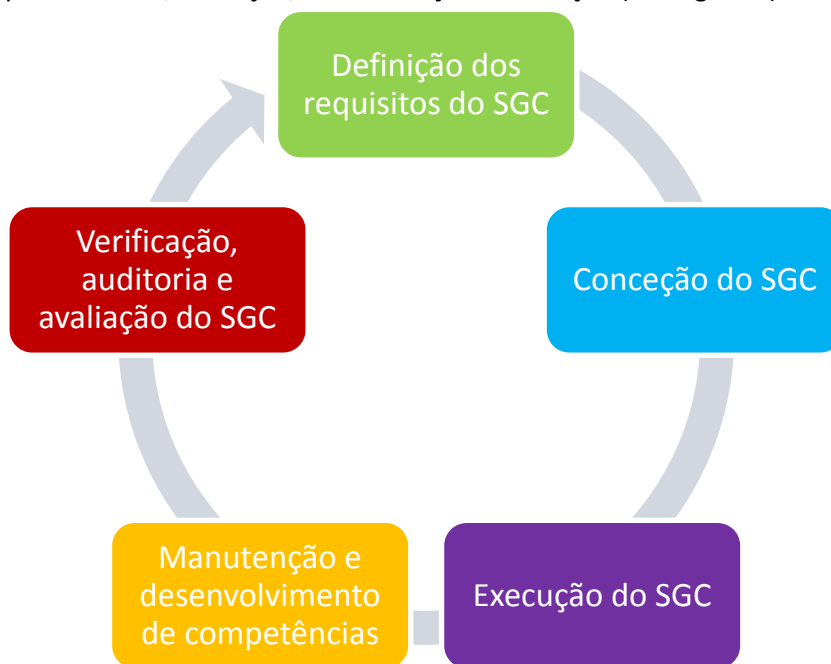 Definição dos
requisitos do SGC
Conceção do SGC
Execução do SGC
Manutenção e
desenvolvimento
de competências
Verificação,
auditoria e
avaliação do SGC